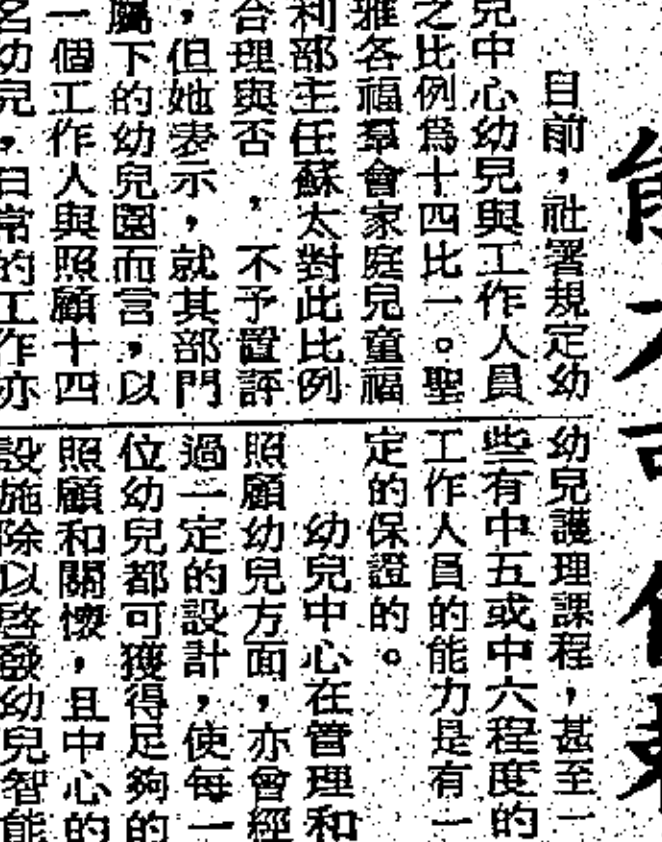 目前，社署規定幼
兒中心幼兒與工作人員
之比例爲十四比一。聖
雅各福羣會家庭兒童福
利部主任蘇太對此比例
合理與否，不予置評
，但她表示，就其部門
屬下的幼兒園而言，以
一個工作人與照顧十四
名幼兒，日常的工作亦
幼兒護理課程，甚至一
些有中五或中六程度的
工作人員的能力是有一
定的保證的。
幼兒中心在管理和
照顧幼兒方面，亦曾經
過一定的設計，使每一
位幼兒都可獲得足夠的
照顧和關懷，且中心的
設施除以啓發幼兒智能